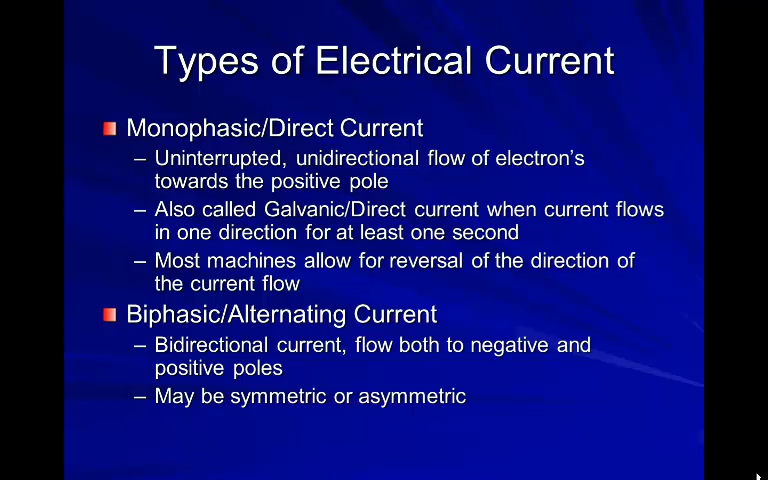 Types of Electrical Current
Monophasic/Direct Current
– Uninterrupted, unidirectional flow of electron's
towards the positive pole
– Also called Galvanic/Direct current when current flows
in one direction for at least one second
– Most machines allow for reversal of the direction of
the current flow
Biphasic/Alternating Current
– Bidirectional current, flow both to negative and
positive poles
– May be symmetric or asymmetric